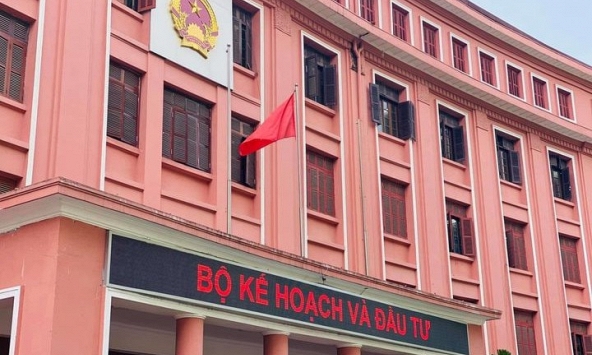 BỘ KẾ HOẠCH VÀ ĐẦU TƯ